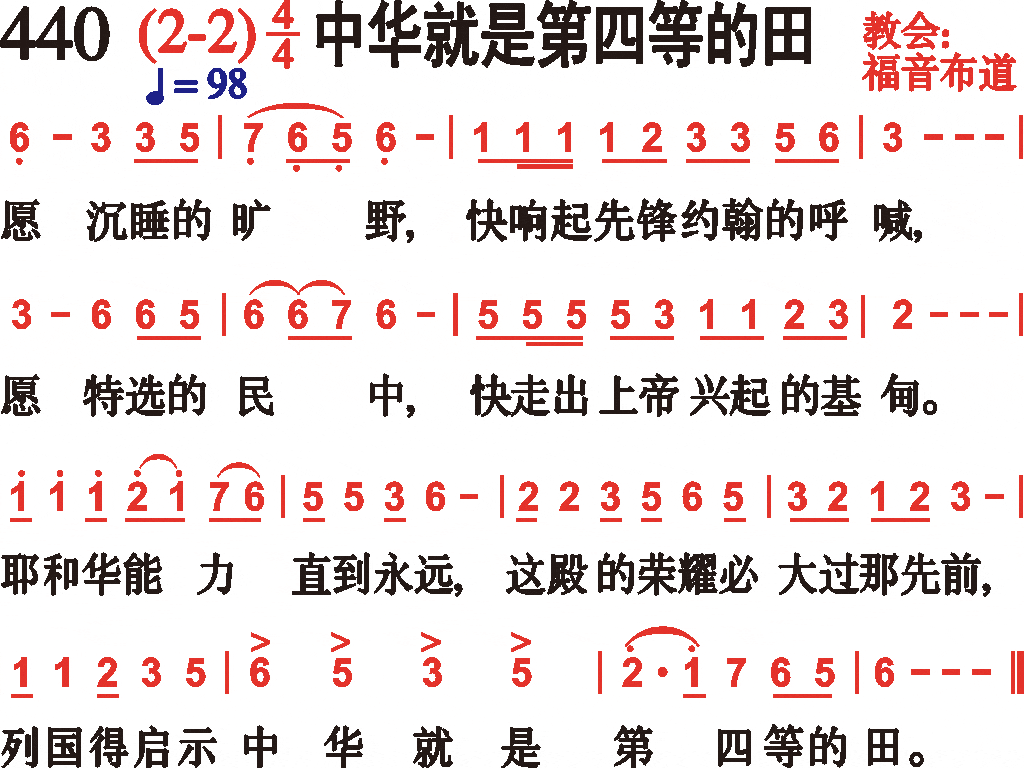 440 (2-2) 4/4 中华就是第四等的田 教会:
♩=98 福音布道
6 - 3 3 5 | 7 6 5 6 - | 1 1 1 1 2 3 3 5 6 | 3 - - - |
愿 沉睡的 旷 野, 快响起先锋约翰的呼 喊,
3 - 6 6 5 | 6 6 7 6 - | 5 5 5 5 3 1 1 2 3 | 2 - - - |
愿 特选的 民 中, 快走出上帝兴起的基 甸。
1 1 1 2 1 7 6 | 5 5 3 6 - | 2 2 3 5 6 5 | 3 2 1 2 3 - |
耶和华能 力 直到永远, 这殿的荣耀必 大过那先前,
1 1 2 3 5 | 6 5 3 5 | 2 · 1 7 6 5 | 6 - - - ‖
列国得启示 中 华 就 是 第 四等的田。